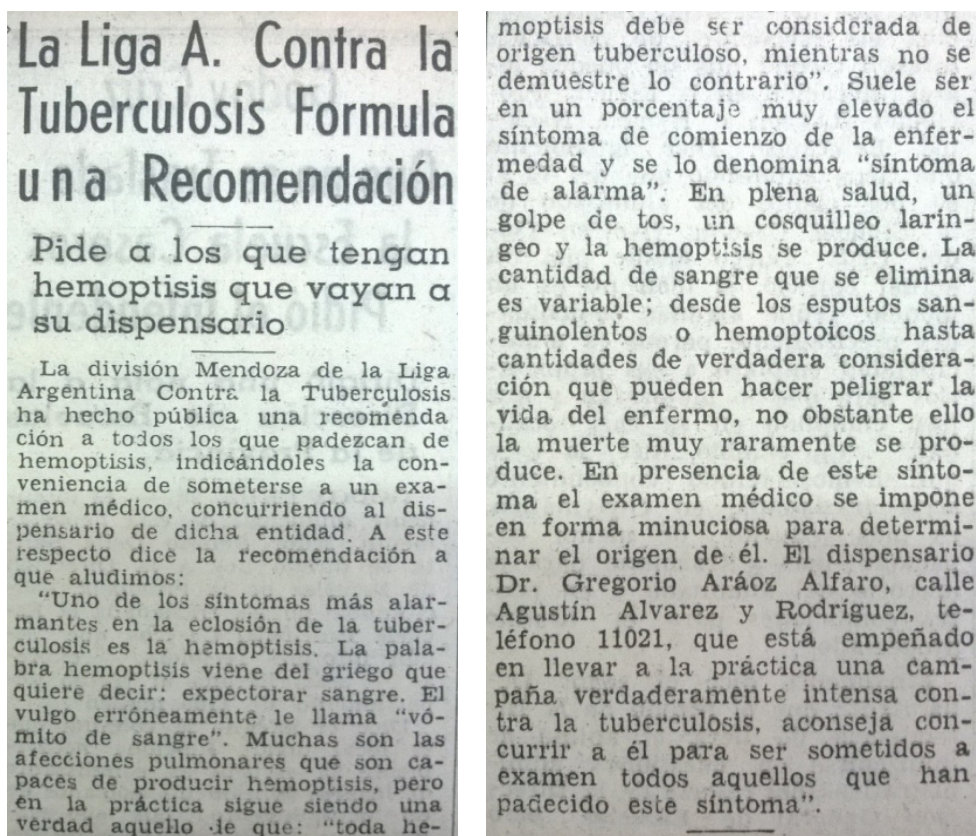 La Liga A. Contra la
Tuberculosis Formula
una Recomendación
Pide a los que tengan
hemoptisis que vayan a
su dispensario
La división Mendoza de la Liga
Argentina Contra la Tuberculosis
ha hecho pública una recomenda
ción a todos los que padezcan de
hemoptisis, indicándoles la con-
veniencia de someterse a un exa-
men médico, concurriendo al dis-
pensario de dicha entidad. A este
respecto dice la recomendación a
que aludimos:
"Uno de los síntomas más alar-
mantes en la eclosión de la tuber-
culosis es la hemoptisis. La pala-
bra hemoptisis viene del griego que
quiere decir: expectorar sangre. El
vulgo erróneamente le llama "vó-
mito de sangre". Muchas son las
afecciones pulmonares que son ca-
paces de producir hemoptisis, pero
en la práctica sigue siendo una
verdad aquello de que: "toda he-
moptisis debe ser considerada de
origen tuberculoso, mientras no se
demuestre lo contrario". Suele ser
en un porcentaje muy elevado el
síntoma de comienzo de la enfer-
medad y se lo denomina "síntoma
de alarma". En plena salud, un
golpe de tos, un cosquilleo larín-
geo y la hemoptisis se produce. La
cantidad de sangre que se elimina
es variable; desde los esputos san-
guinolentos o hemoptoicos hasta
cantidades de verdadera considera-
ción que pueden hacer peligrar la
vida del enfermo, no obstante ello
la muerte muy raramente se pro-
duce. En presencia de este sínto-
ma el examen médico se impone
en forma minuciosa para determi-
nar el origen de él. El dispensario
Dr. Gregorio Aráoz Alfaro, calle
Agustín Alvarez y Rodríguez, te-
léfono 11021, que está empeñado
en llevar a la práctica una cam-
paña verdaderamente intensa con-
tra la tuberculosis, aconseja con-
currir a él para ser sometidos a
examen todos aquellos que han
padecido este síntoma".